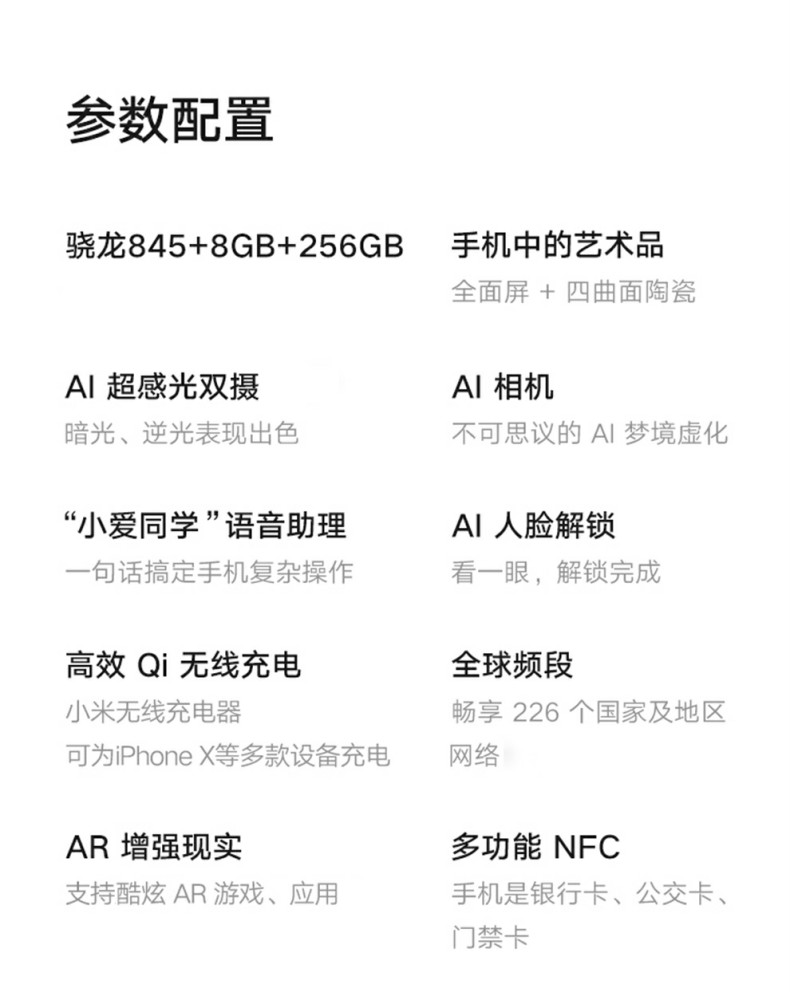 参数配置
骁龙845+8GB+256GB
手机中的艺术品
全面屏 + 四曲面陶瓷
AI 超感光双摄
暗光、逆光表现出色
AI 相机
不可思议的 AI 梦境虚化
“小爱同学”语音助理
一句话搞定手机复杂操作
AI 人脸解锁
看一眼，解锁完成
高效 Qi 无线充电
小米无线充电器
可为iPhone X等多款设备充电
全球频段
畅享 226 个国家及地区
网络
AR 增强现实
支持酷炫 AR 游戏、应用
多功能 NFC
手机是银行卡、公交卡、
门禁卡